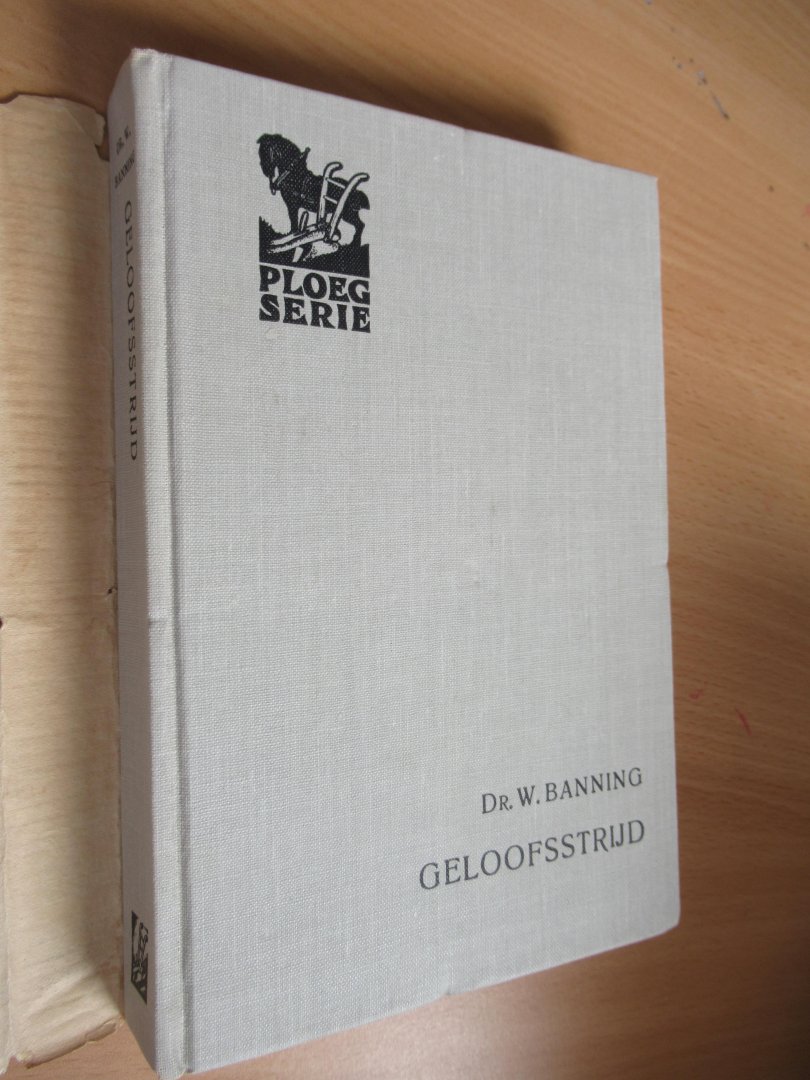 DR. W.
BANNING
GELOOFSSTRIJD
PLOEG
SERIE
DR. W. BANNING
GELOOFSSTRIJD